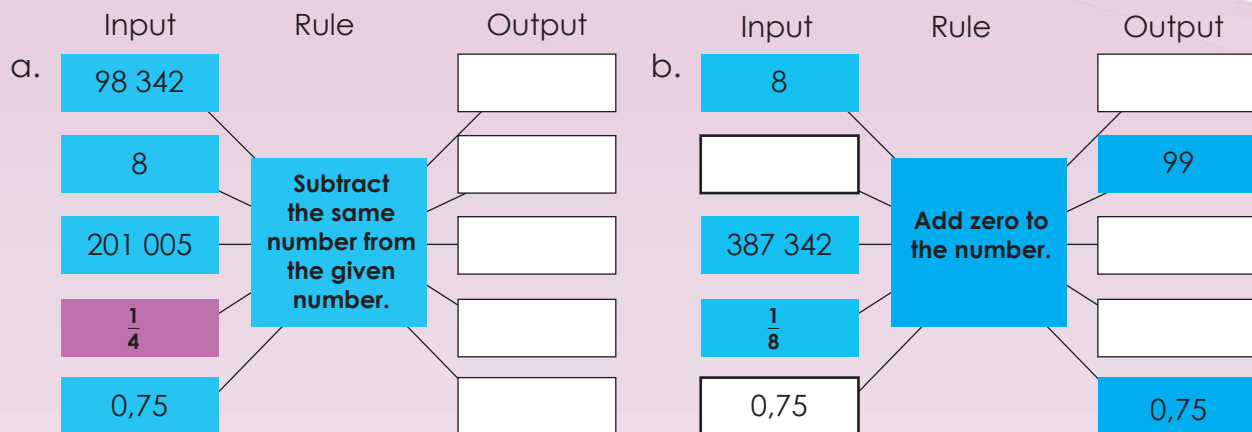 Input Rule Output
a.
98 342
8
201 005
1
4
0,75
Subtract
the same
number from
the given
number.
Input Rule Output
b.
8
387 342
1
8
0,75
Add zero to
the number.
99
0,75